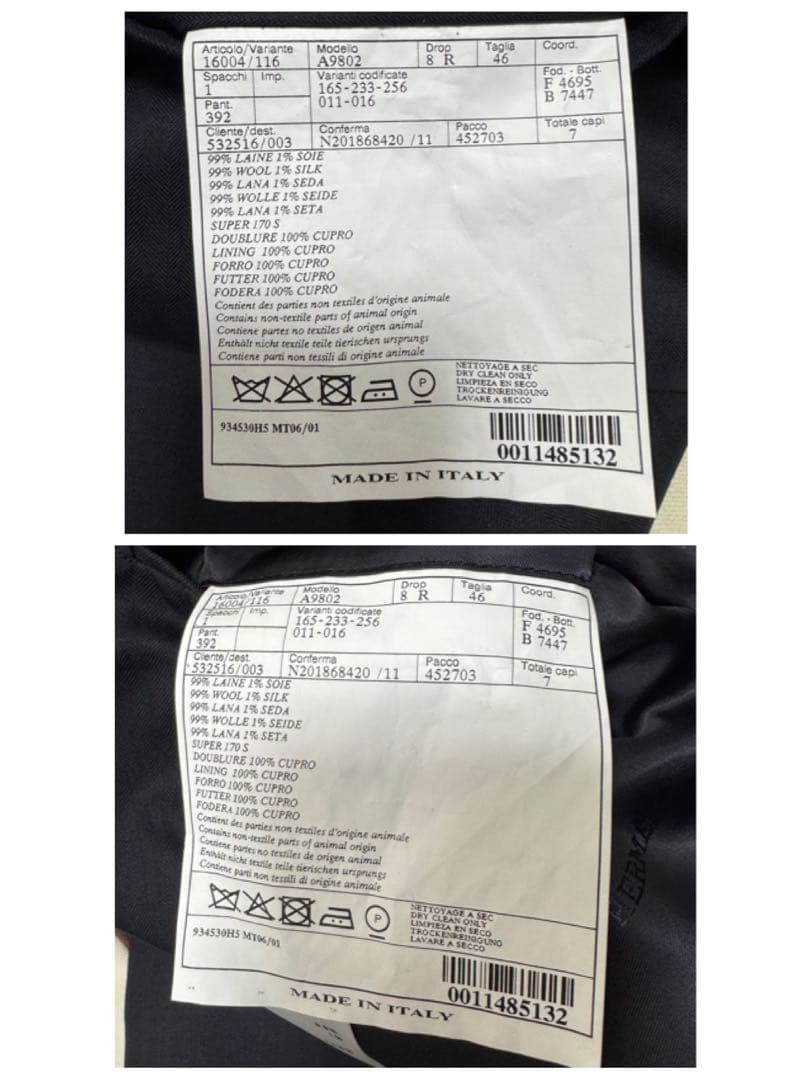 Articolo/Variante Modello Drop Taglia Coord.
16004/116 A9802 8 R 46
Spacchi Imp. Varianti codificate Fod. - Bott.
1 165-233-256 F 4695
Pant. 011-016 B 7447
392
Cliente/dest. Conferma Pacco Totale capi
532516/003 N201868420 /11 452703 7
99% LAINE 1% SOIE
99% WOOL 1% SILK
99% LANA 1% SEDA
99% WOLLE 1% SEIDE
99% LANA 1% SETA
SUPER 170 S
DOUBLURE 100% CUPRO
LINING 100% CUPRO
FORRO 100% CUPRO
FUTTER 100% CUPRO
FODERA 100% CUPRO
Contient des parties non textiles d'origine animale
Contains non-textile parts of animal origin
Contiene partes no textiles de origen animal
Enthält nicht textile teile tierischen ursprungs
Contiene parti non tessili di origine animale
P
NETTOYAGE A SEC
DRY CLEAN ONLY
LIMPIEZA EN SECO
TROCKENREINIGUNG
LAVARE A SECCO
934530H5 MT06/01
0011485132
MADE IN ITALY
Articolo/Variante Modello Drop Taglia Coord.
16004/116 A9802 8 R 46
Spacchi Imp. Varianti codificate Fod. - Bott.
1 165-233-256 F 4695
Pant. 011-016 B 7447
392
Cliente/dest. Conferma Pacco Totale capi
532516/003 N201868420 /11 452703 7
99% LAINE 1% SOIE
99% WOOL 1% SILK
99% LANA 1% SEDA
99% WOLLE 1% SEIDE
99% LANA 1% SETA
SUPER 170 S
DOUBLURE 100% CUPRO
LINING 100% CUPRO
FORRO 100% CUPRO
FUTTER 100% CUPRO
FODERA 100% CUPRO
Contient des parties non textiles d'origine animale
Contains non-textile parts of animal origin
Contiene partes no textiles de origen animal
Enthält nicht textile teile tierischen ursprungs
Contiene parti non tessili di origine animale
P
NETTOYAGE A SEC
DRY CLEAN ONLY
LIMPIEZA EN SECO
TROCKENREINIGUNG
LAVARE A SECCO
934530H5 MT06/01
0011485132
MADE IN ITALY